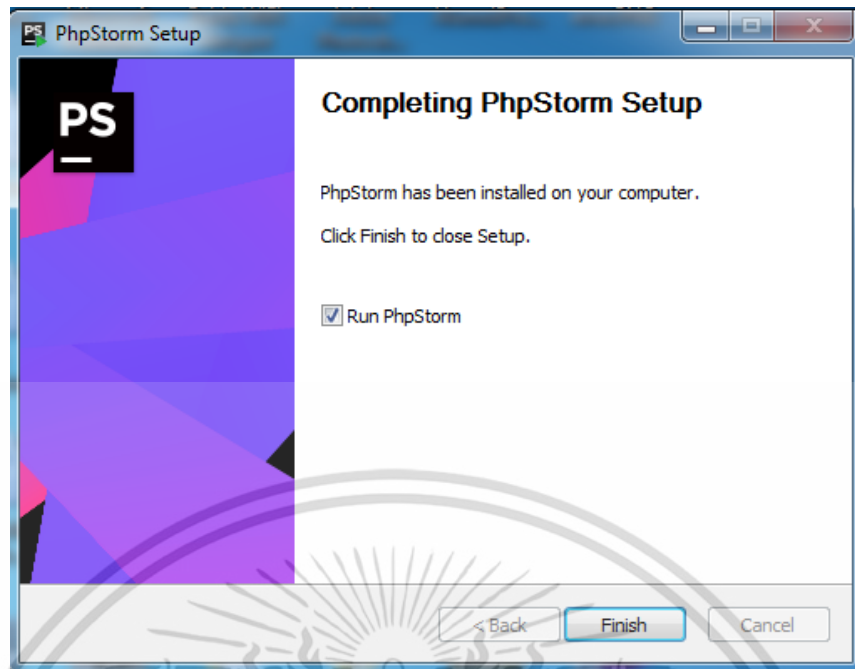 PhpStorm Setup
PS
Completing PhpStorm Setup
PhpStorm has been installed on your computer.
Click Finish to close Setup.
Run PhpStorm
< Back Finish Cancel